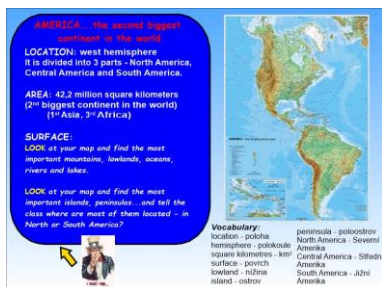 AMERICA...the second biggest
continent in the world
LOCATION: west hemisphere
It is divided into 3 parts - North America,
Central America and South America.
AREA: 42,2 million square kilometres
(2nd biggest continent in the world)
(1st Asia, 3rd Africa)
SURFACE:
LOOK at your map and find the most
important mountains, lowlands, oceans,
rivers and lakes.
LOOK at your map and find the most
important islands, peninsulas...and tell the
class where are most of them located - in
North or South America?
Vocabulary:
location - poloha
hemisphere - polokoule
square kilometres - km²
surface - povrch
lowland - nížina
island - ostrov
peninsula - poloostrov
North America - Severní
Amerika
Central America - Střední
Amerika
South America - Jižní
Amerika